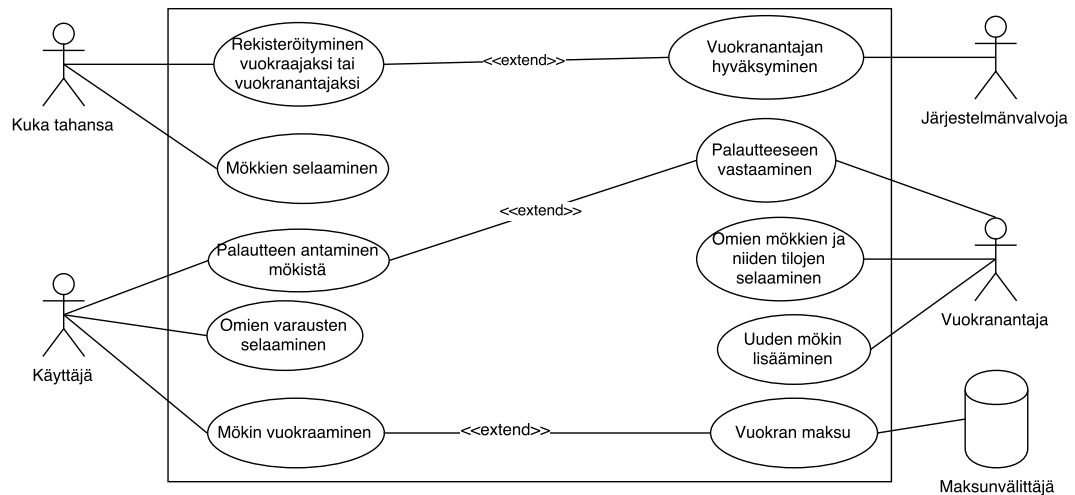 Rekisteröityminen
vuokraajaksi tai
vuokranantajaksi
<<extend>>
Vuokranantajan
hyväksyminen
Kuka tahansa
Järjestelmänvalvoja
Mökkien selaaminen
Palautteeseen
vastaaminen
<<extend>>
Palautteen antaminen
mökistä
Omien mökkien ja
niiden tilojen
selaaminen
Omien varausten
selaaminen
Vuokranantaja
Uuden mökin
lisääminen
Käyttäjä
Mökin vuokraaminen
<<extend>>
Vuokran maksu
Maksunvälittäjä